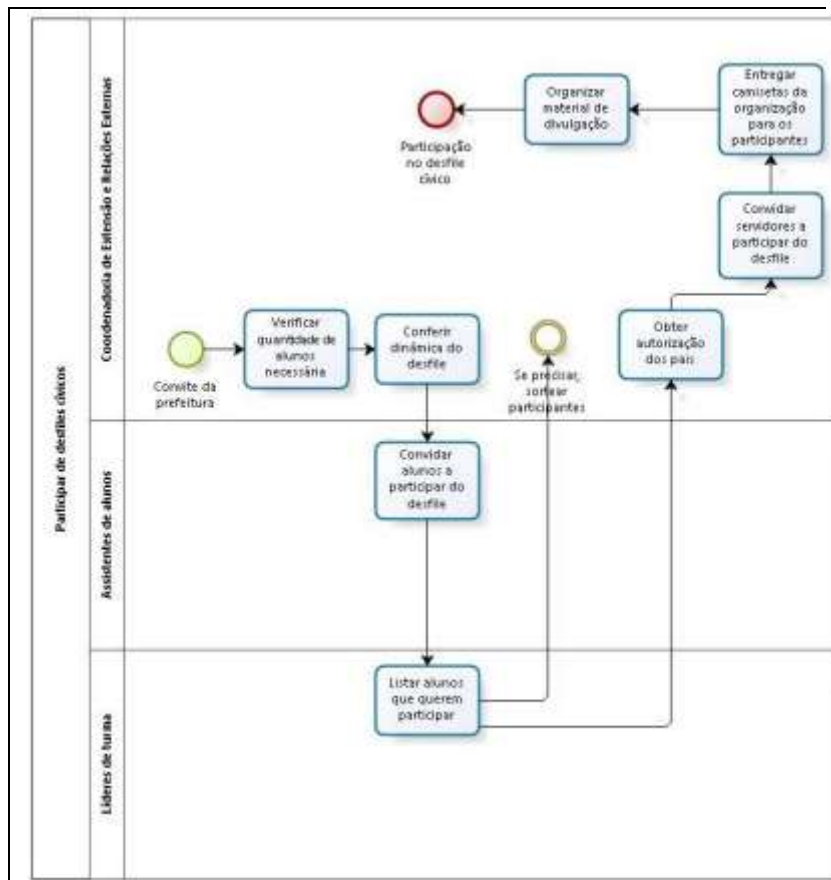 Participar de desfiles cívicos
Coordenadoria de Extensão e Relações Externas
Participação
no desfile
cívico
Organizar
material de
divulgação
Entregar
camisetas da
organização
para os
participantes
Convidar
servidores a
participar do
desfile
Convite da
prefeitura
Verificar
quantidade de
alunos
necessária
Conferir
dinâmica do
desfile
Se precisar,
sortear
participantes
Obter
autorização
dos pais
Assistentes de alunos
Convidar
alunos a
participar do
desfile
Líderes de turma
Listar alunos
que querem
participar